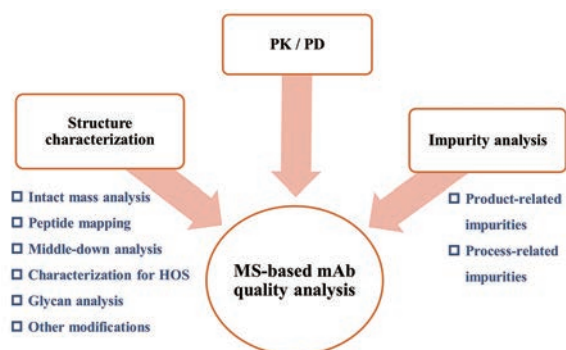 PK / PD
Structure
characterization
Impurity analysis
Intact mass analysis
Peptide mapping
Middle-down analysis
Characterization for HOS
Glycan analysis
Other modifications
Product-related
impurities
Process-related
impurities
MS-based mAb
quality analysis